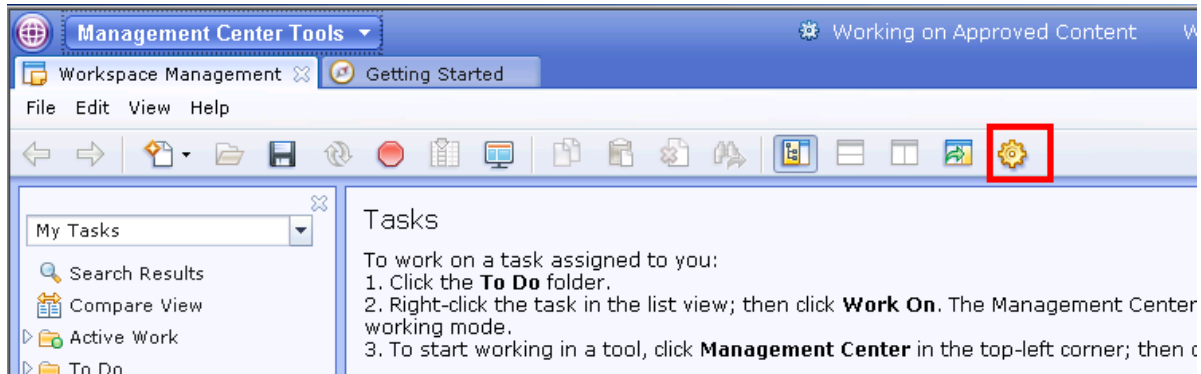 Management Center Tools
Working on Approved Content
Workspace Management
Getting Started
File Edit View Help
My Tasks
Search Results
Compare View
Active Work
To Do
Tasks
To work on a task assigned to you:
1. Click the To Do folder.
2. Right-click the task in the list view; then click Work On. The Management Center
working mode.
3. To start working in a tool, click Management Center in the top-left corner; then